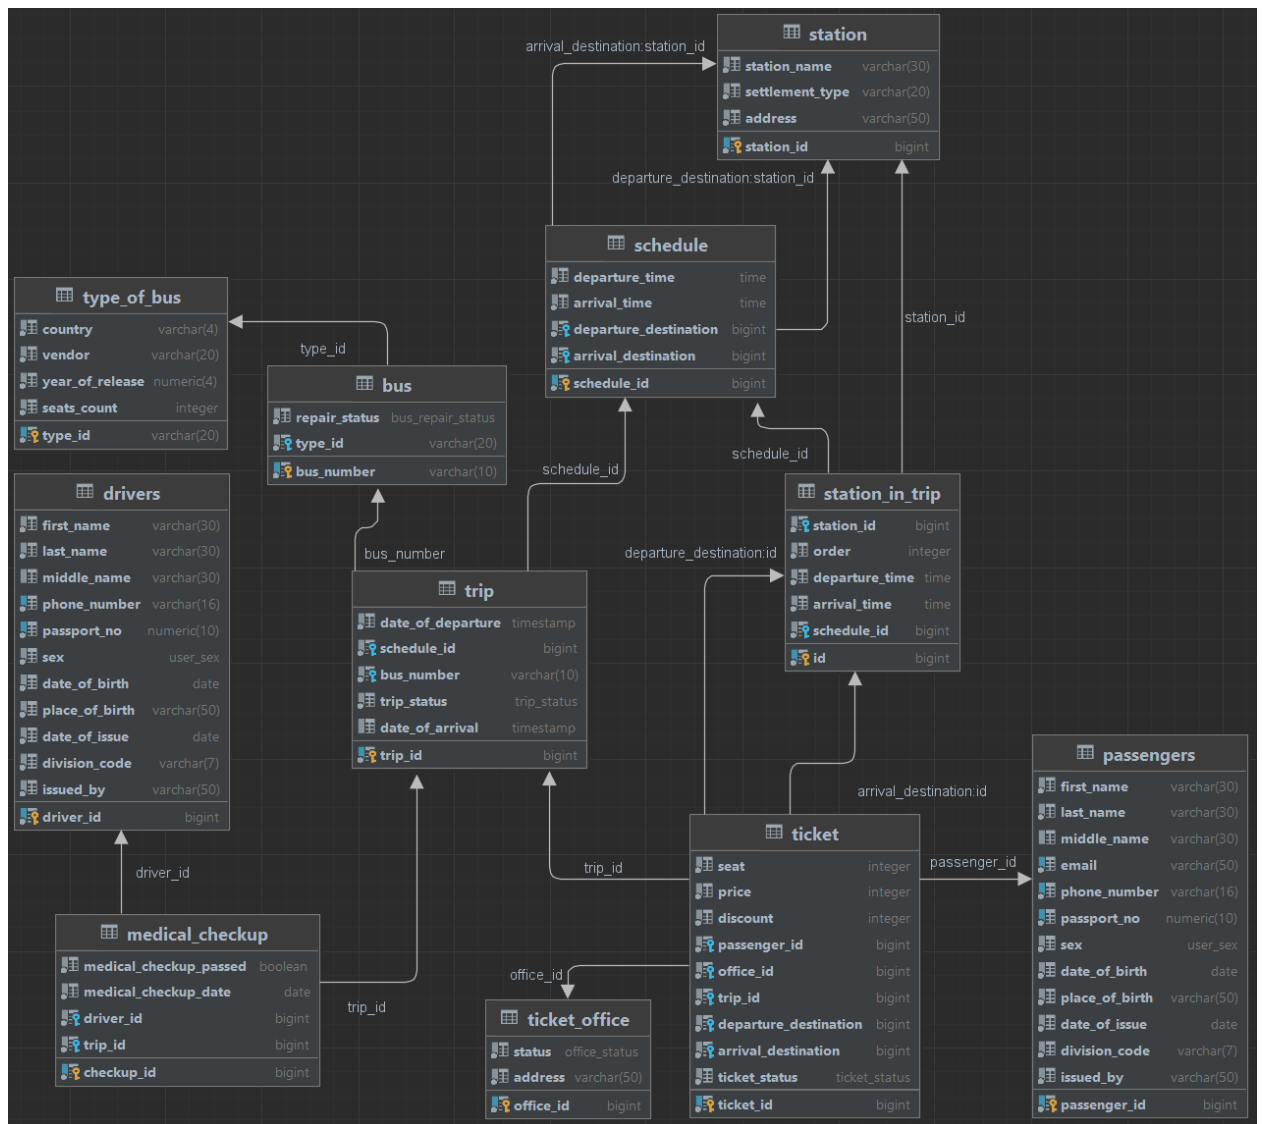 arrival_destination:station_id
station
station_name varchar(30)
settlement_type varchar(20)
address varchar(50)
station_id bigint
departure_destination:station_id
schedule
departure_time time
arrival_time time
departure_destination bigint
arrival_destination bigint
schedule_id bigint
station_id
type_of_bus
country varchar(4)
vendor varchar(20)
year_of_release numeric(4)
seats_count integer
type_id varchar(20)
type_id
bus
repair_status bus_repair_status
type_id varchar(20)
bus_number varchar(10)
schedule_id
schedule_id
drivers
first_name varchar(30)
last_name varchar(30)
middle_name varchar(30)
phone_number varchar(16)
passport_no numeric(10)
sex user_sex
date_of_birth date
place_of_birth varchar(50)
date_of_issue date
division_code varchar(7)
issued_by varchar(50)
driver_id bigint
station_in_trip
station_id bigint
order integer
departure_time time
arrival_time time
schedule_id bigint
id bigint
bus_number
departure_destination:id
trip
date_of_departure timestamp
schedule_id bigint
bus_number varchar(10)
trip_status trip_status
date_of_arrival timestamp
trip_id bigint
arrival_destination:id
passengers
first_name varchar(30)
last_name varchar(30)
middle_name varchar(30)
email varchar(50)
phone_number varchar(16)
passport_no numeric(10)
sex user_sex
date_of_birth date
place_of_birth varchar(50)
date_of_issue date
division_code varchar(7)
issued_by varchar(50)
passenger_id bigint
driver_id
trip_id
passenger_id
ticket
seat integer
price integer
discount integer
passenger_id bigint
office_id bigint
trip_id bigint
departure_destination bigint
arrival_destination bigint
ticket_status ticket_status
ticket_id bigint
medical_checkup
medical_checkup_passed boolean
medical_checkup_date date
driver_id bigint
trip_id bigint
checkup_id bigint
trip_id
office_id
ticket_office
status office_status
address varchar(50)
office_id bigint